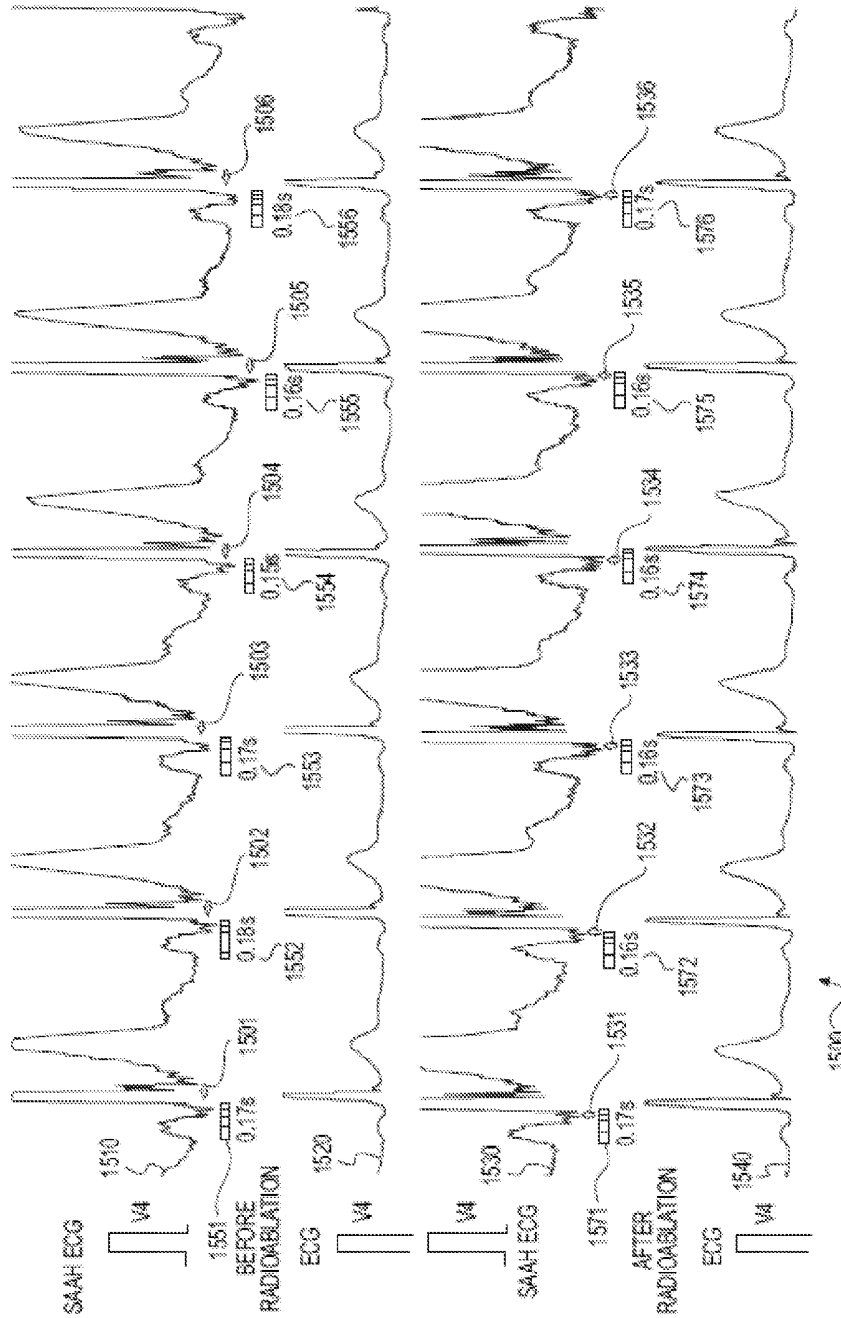 SAAH ECG
V4
1510
1501
1502
1503
1504
1505
1506
0.17s
0.18s
0.17s
0.15s
0.16s
0.18s
1551
1552
1553
1554
1555
1556
BEFORE
RADIOABLATION
ECG
V4
1520
V4
SAAH ECG
1530
1531
1532
1533
1534
1535
1536
0.17s
0.16s
0.16s
0.16s
0.16s
0.17s
1571
1572
1573
1574
1575
1576
AFTER
RADIOABLATION
ECG
V4
1540
1500